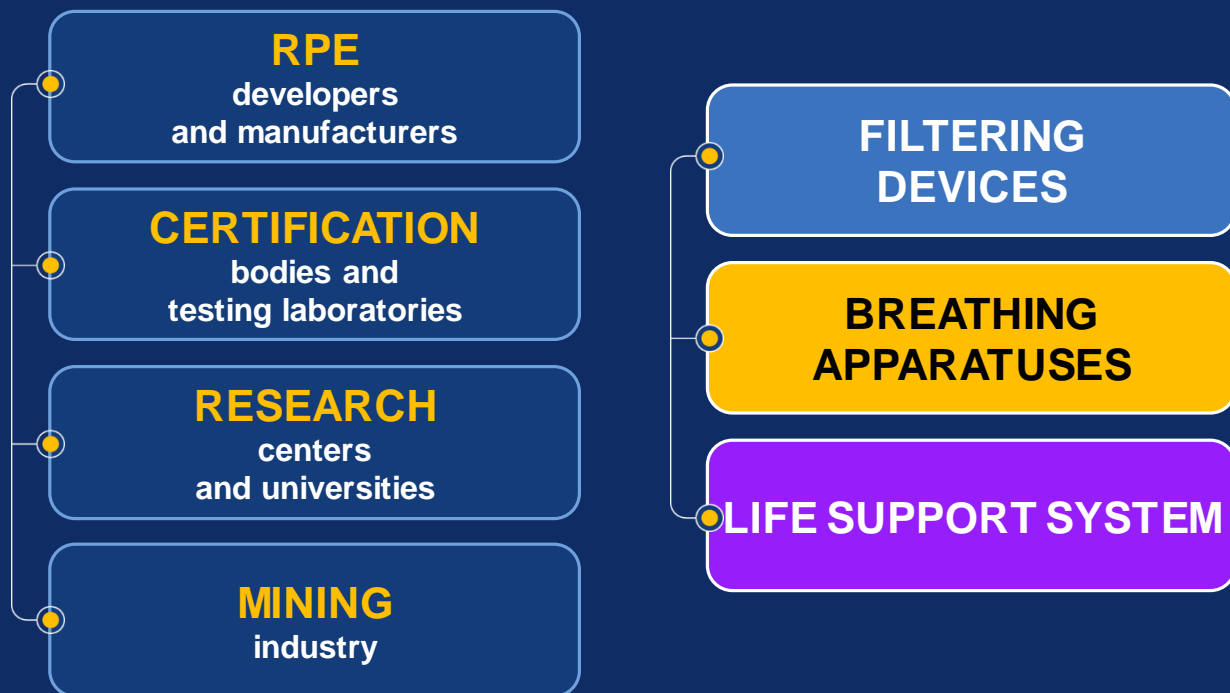 RPE
developers
and manufacturers
CERTIFICATION
bodies and
testing laboratories
RESEARCH
centers
and universities
MINING
industry
FILTERING
DEVICES
BREATHING
APPARATUSES
LIFE SUPPORT SYSTEM